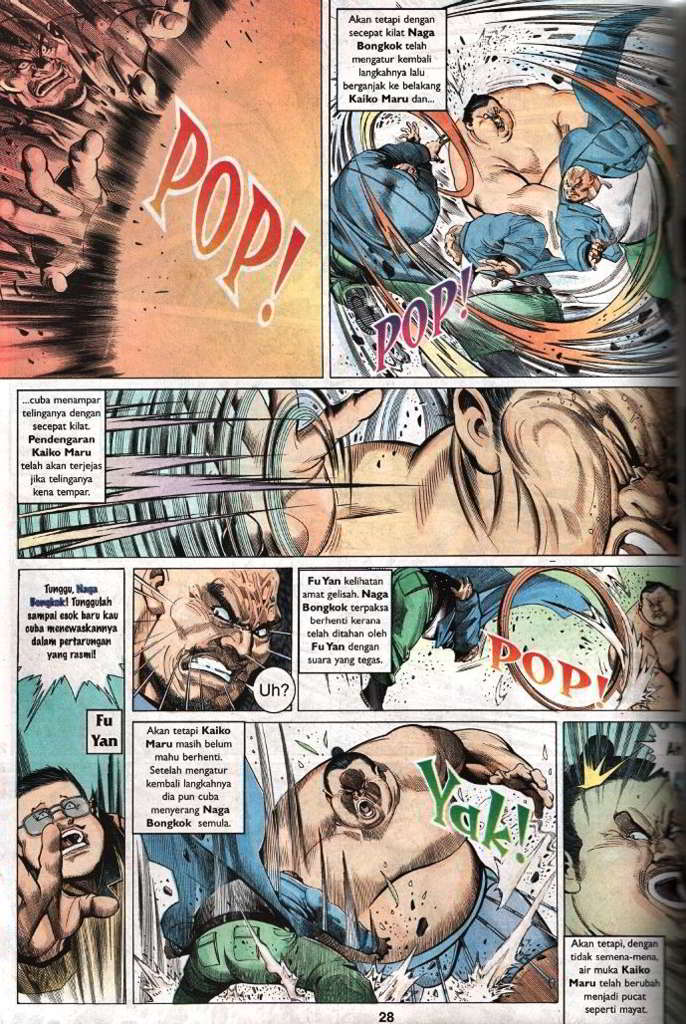 POP!
Akan tetapi dengan
secepat kilat Naga
Bongkok telah
mengatur kembali
langkahnya lalu
berganjak ke belakang
Kaiko Maru dan...
POP!
...cuba menampar
telinganya dengan
secepat kilat.
Pendengaran
Kaiko Maru
telah akan terjejas
jika telinganya
kena tempar.
Tunggu, Naga
Bongkok! Tunggulah
sampai esok baru kau
cuba menewaskannya
dalam pertarungan
yang rasmi!
Fu
Yan
Uh?
Fu Yan kelihatan
amat gelisah. Naga
Bongkok terpaksa
berhenti kerana
telah ditahan oleh
Fu Yan dengan
suara yang tegas.
POP!
Akan tetapi Kaiko
Maru masih belum
mahu berhenti.
Setelah mengatur
kembali langkahnya
dia pun cuba
menyerang Naga
Bongkok semula.
Yak!
Akan tetapi, dengan
tidak semena-mena,
air muka Kaiko
Maru telah berubah
menjadi pucat
seperti mayat.
28